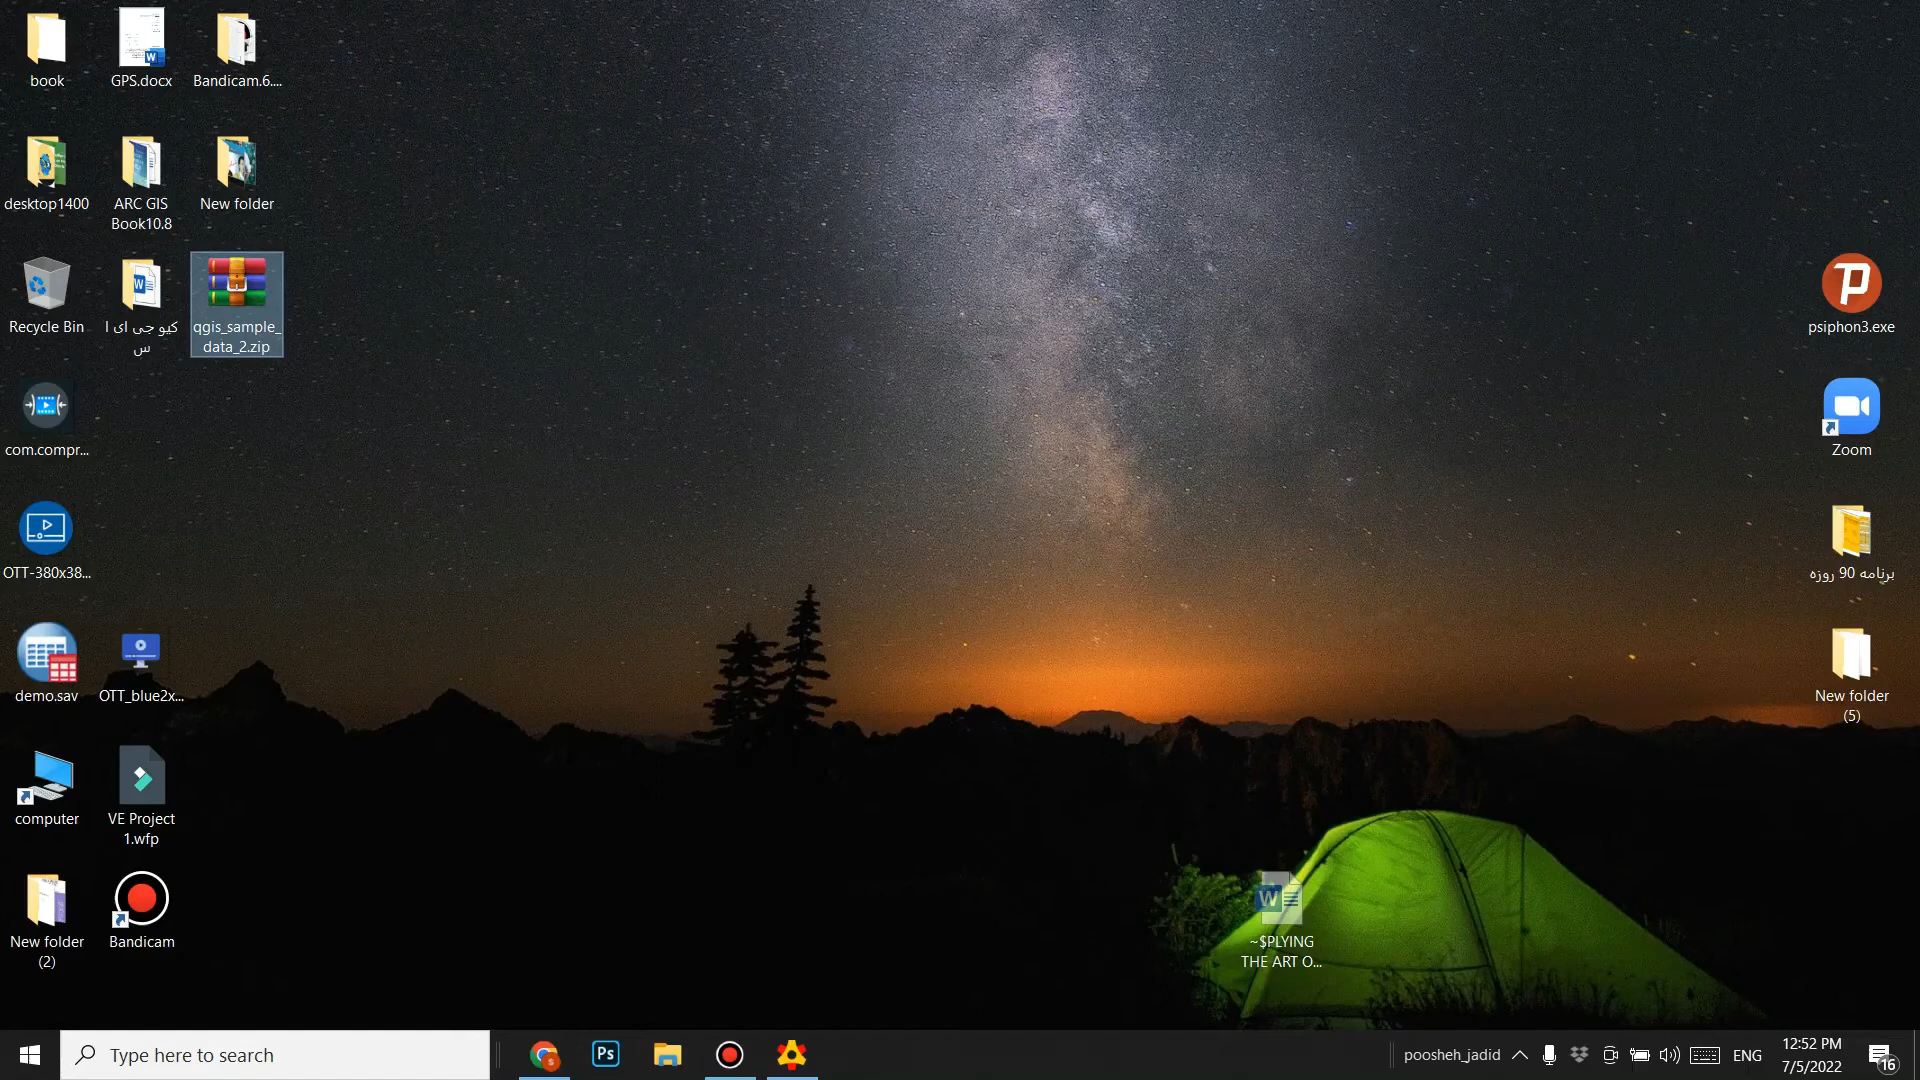 book
GPS.docx
Bandicam.6....
desktop1400
ARC GIS
Book10.8
New folder
Recycle Bin
کیو جی ای ا
س
qgis_sample_
data_2.zip
com.compr...
OTT-380x38...
demo.sav
OTT_blue2x...
computer
VE Project
1.wfp
New folder
(2)
Bandicam
psiphon3.exe
Zoom
برنامه 90 روزه
New folder
(5)
~$PLYING
THE ART O...
Type here to search
Ps
poosheh_jadid
ENG
12:52 PM
7/5/2022
16